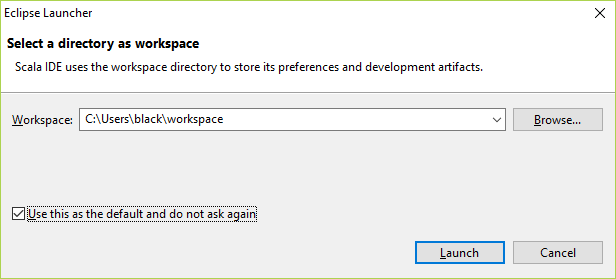 Eclipse Launcher
Select a directory as workspace
Scala IDE uses the workspace directory to store its preferences and development artifacts.
Workspace: C:\Users\black\workspace Browse...
Use this as the default and do not ask again
Launch Cancel